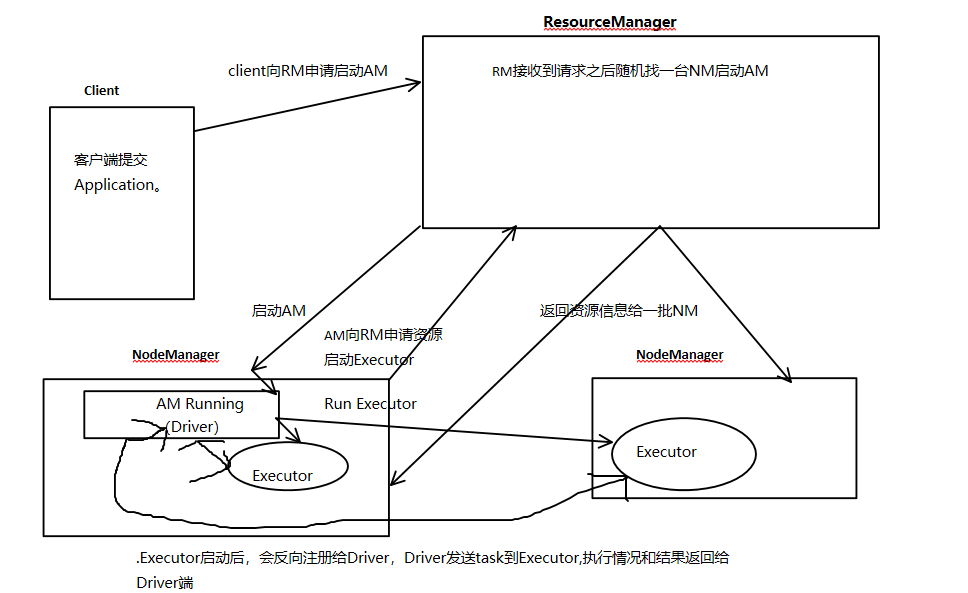 ResourceManager
client向RM申请启动AM
RM接收到请求之后随机找一台NM启动AM
Client
客户端提交
Application。
启动AM
返回资源信息给一批NM
AM向RM申请资源
启动Executor
NodeManager
NodeManager
AM Running
（Driver）
Run Executor
Executor
Executor
.Executor启动后，会反向注册给Driver，Driver发送task到Executor,执行情况和结果返回给
Driver端